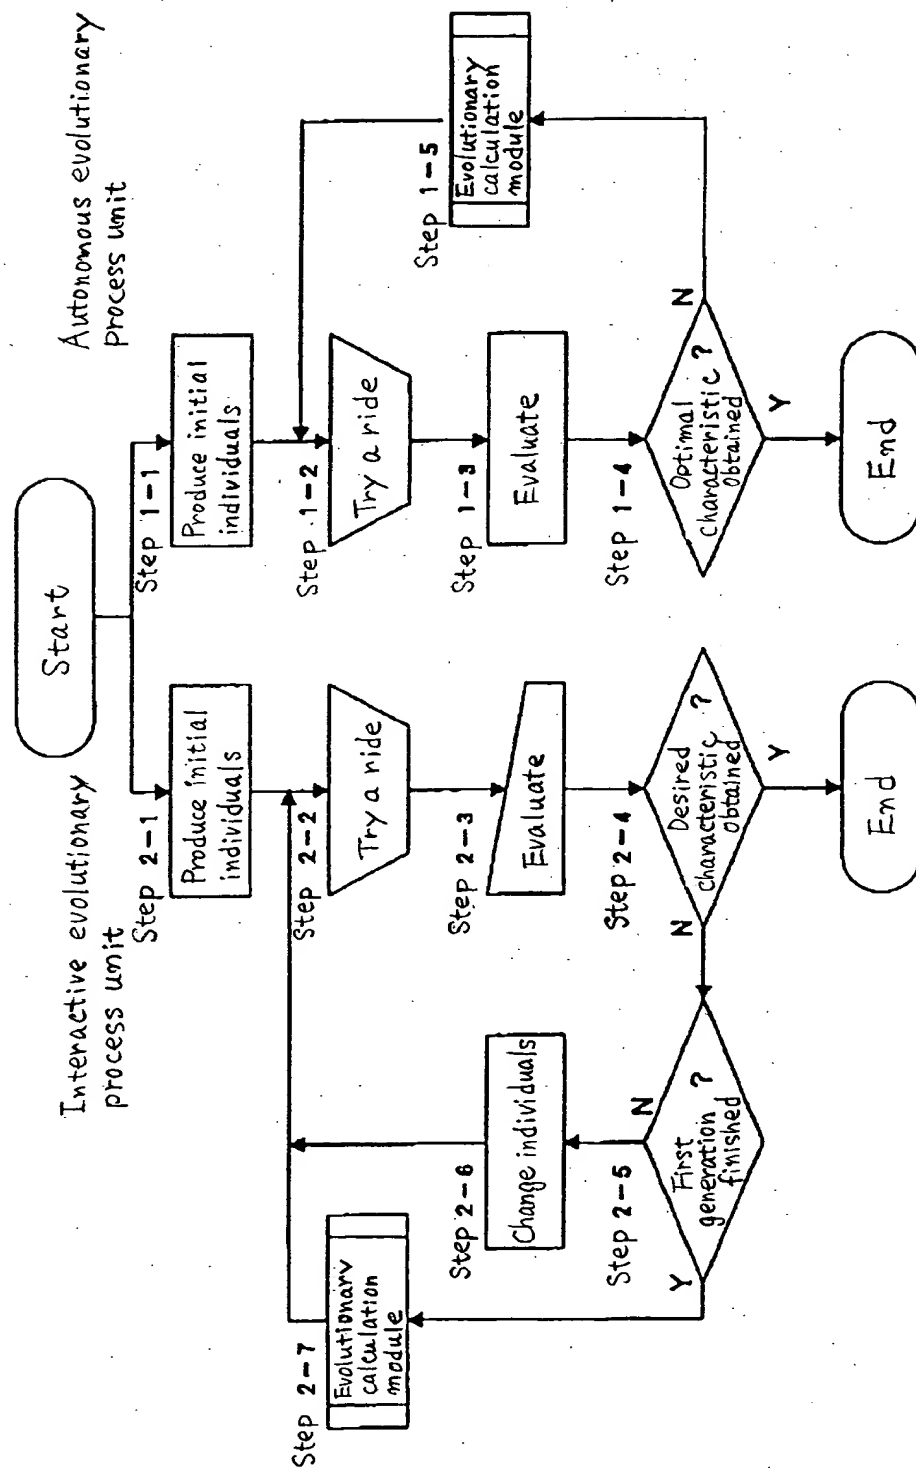 Start
Interactive evolutionary
process unit
Autonomous evolutionary
process unit
Step 2-1
Produce initial
individuals
Step 2-2
Try a ride
Step 2-3
Evaluate
Step 2-4
Desired
characteristic ?
obtained
N
Y
End
Step 2-5
First
generation ?
finished
N
Y
Step 2-6
Change individuals
Step 2-7
Evolutionary
calculation
module
Step 1-1
Produce initial
individuals
Step 1-2
Try a ride
Step 1-3
Evaluate
Step 1-4
Optimal
characteristic ?
obtained
N
Y
End
Step 1-5
Evolutionary
calculation
module